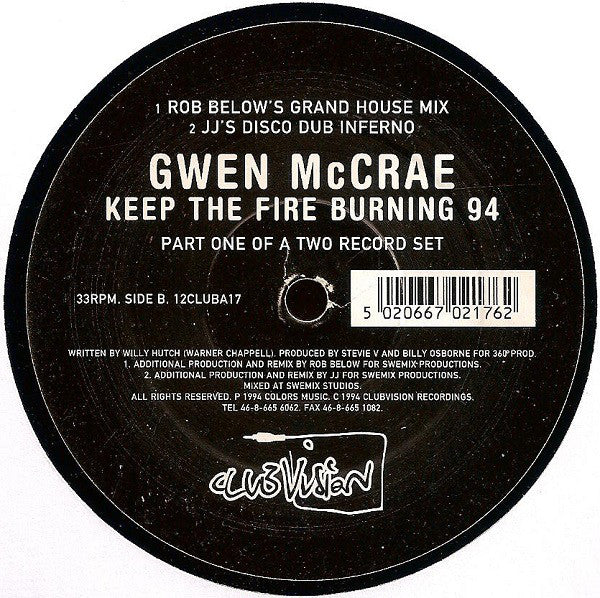 1 ROB BELOW'S GRAND HOUSE MIX
2 JJ'S DISCO DUB INFERNO
GWEN McCRAE
KEEP THE FIRE BURNING 94
PART ONE OF A TWO RECORD SET
33RPM. SIDE B. 12CLUBA17
5 020667 021762
WRITTEN BY WILLY HUTCH (WARNER CHAPPELL). PRODUCED BY STEVIE V AND BILLY OSBORNE FOR 360° PROD.
1. ADDITIONAL PRODUCTION AND REMIX BY ROB BELOW FOR SWEMIX PRODUCTIONS.
2. ADDITIONAL PRODUCTION AND REMIX BY JJ FOR SWEMIX PRODUCTIONS.
MIXED AT SWEMIX STUDIOS.
ALL RIGHTS RESERVED. P 1994 COLORS MUSIC. C 1994 CLUBVISION RECORDINGS.
TEL 46-8-665 6062. FAX 46-8-665 1082.
CLUBVISION